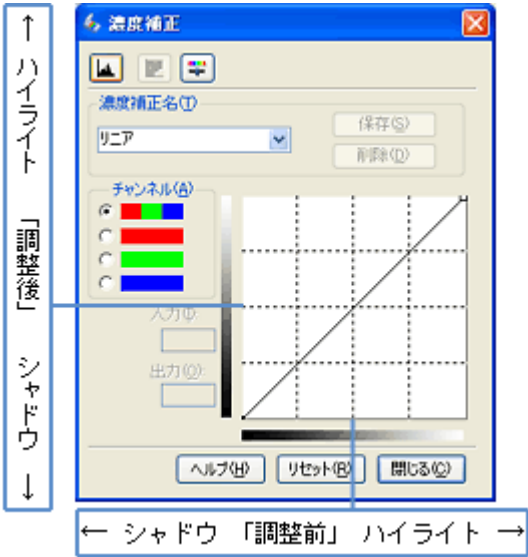 濃度補正
濃度補正名(T)
リニア
保存(S)
削除(D)
チャンネル(A)
入力(I):
出力(O):
ヘルプ(H)
リセット(R)
閉じる(C)
↑ ハイライト 「調整後」 シャドウ ↓
← シャドウ 「調整前」 ハイライト →